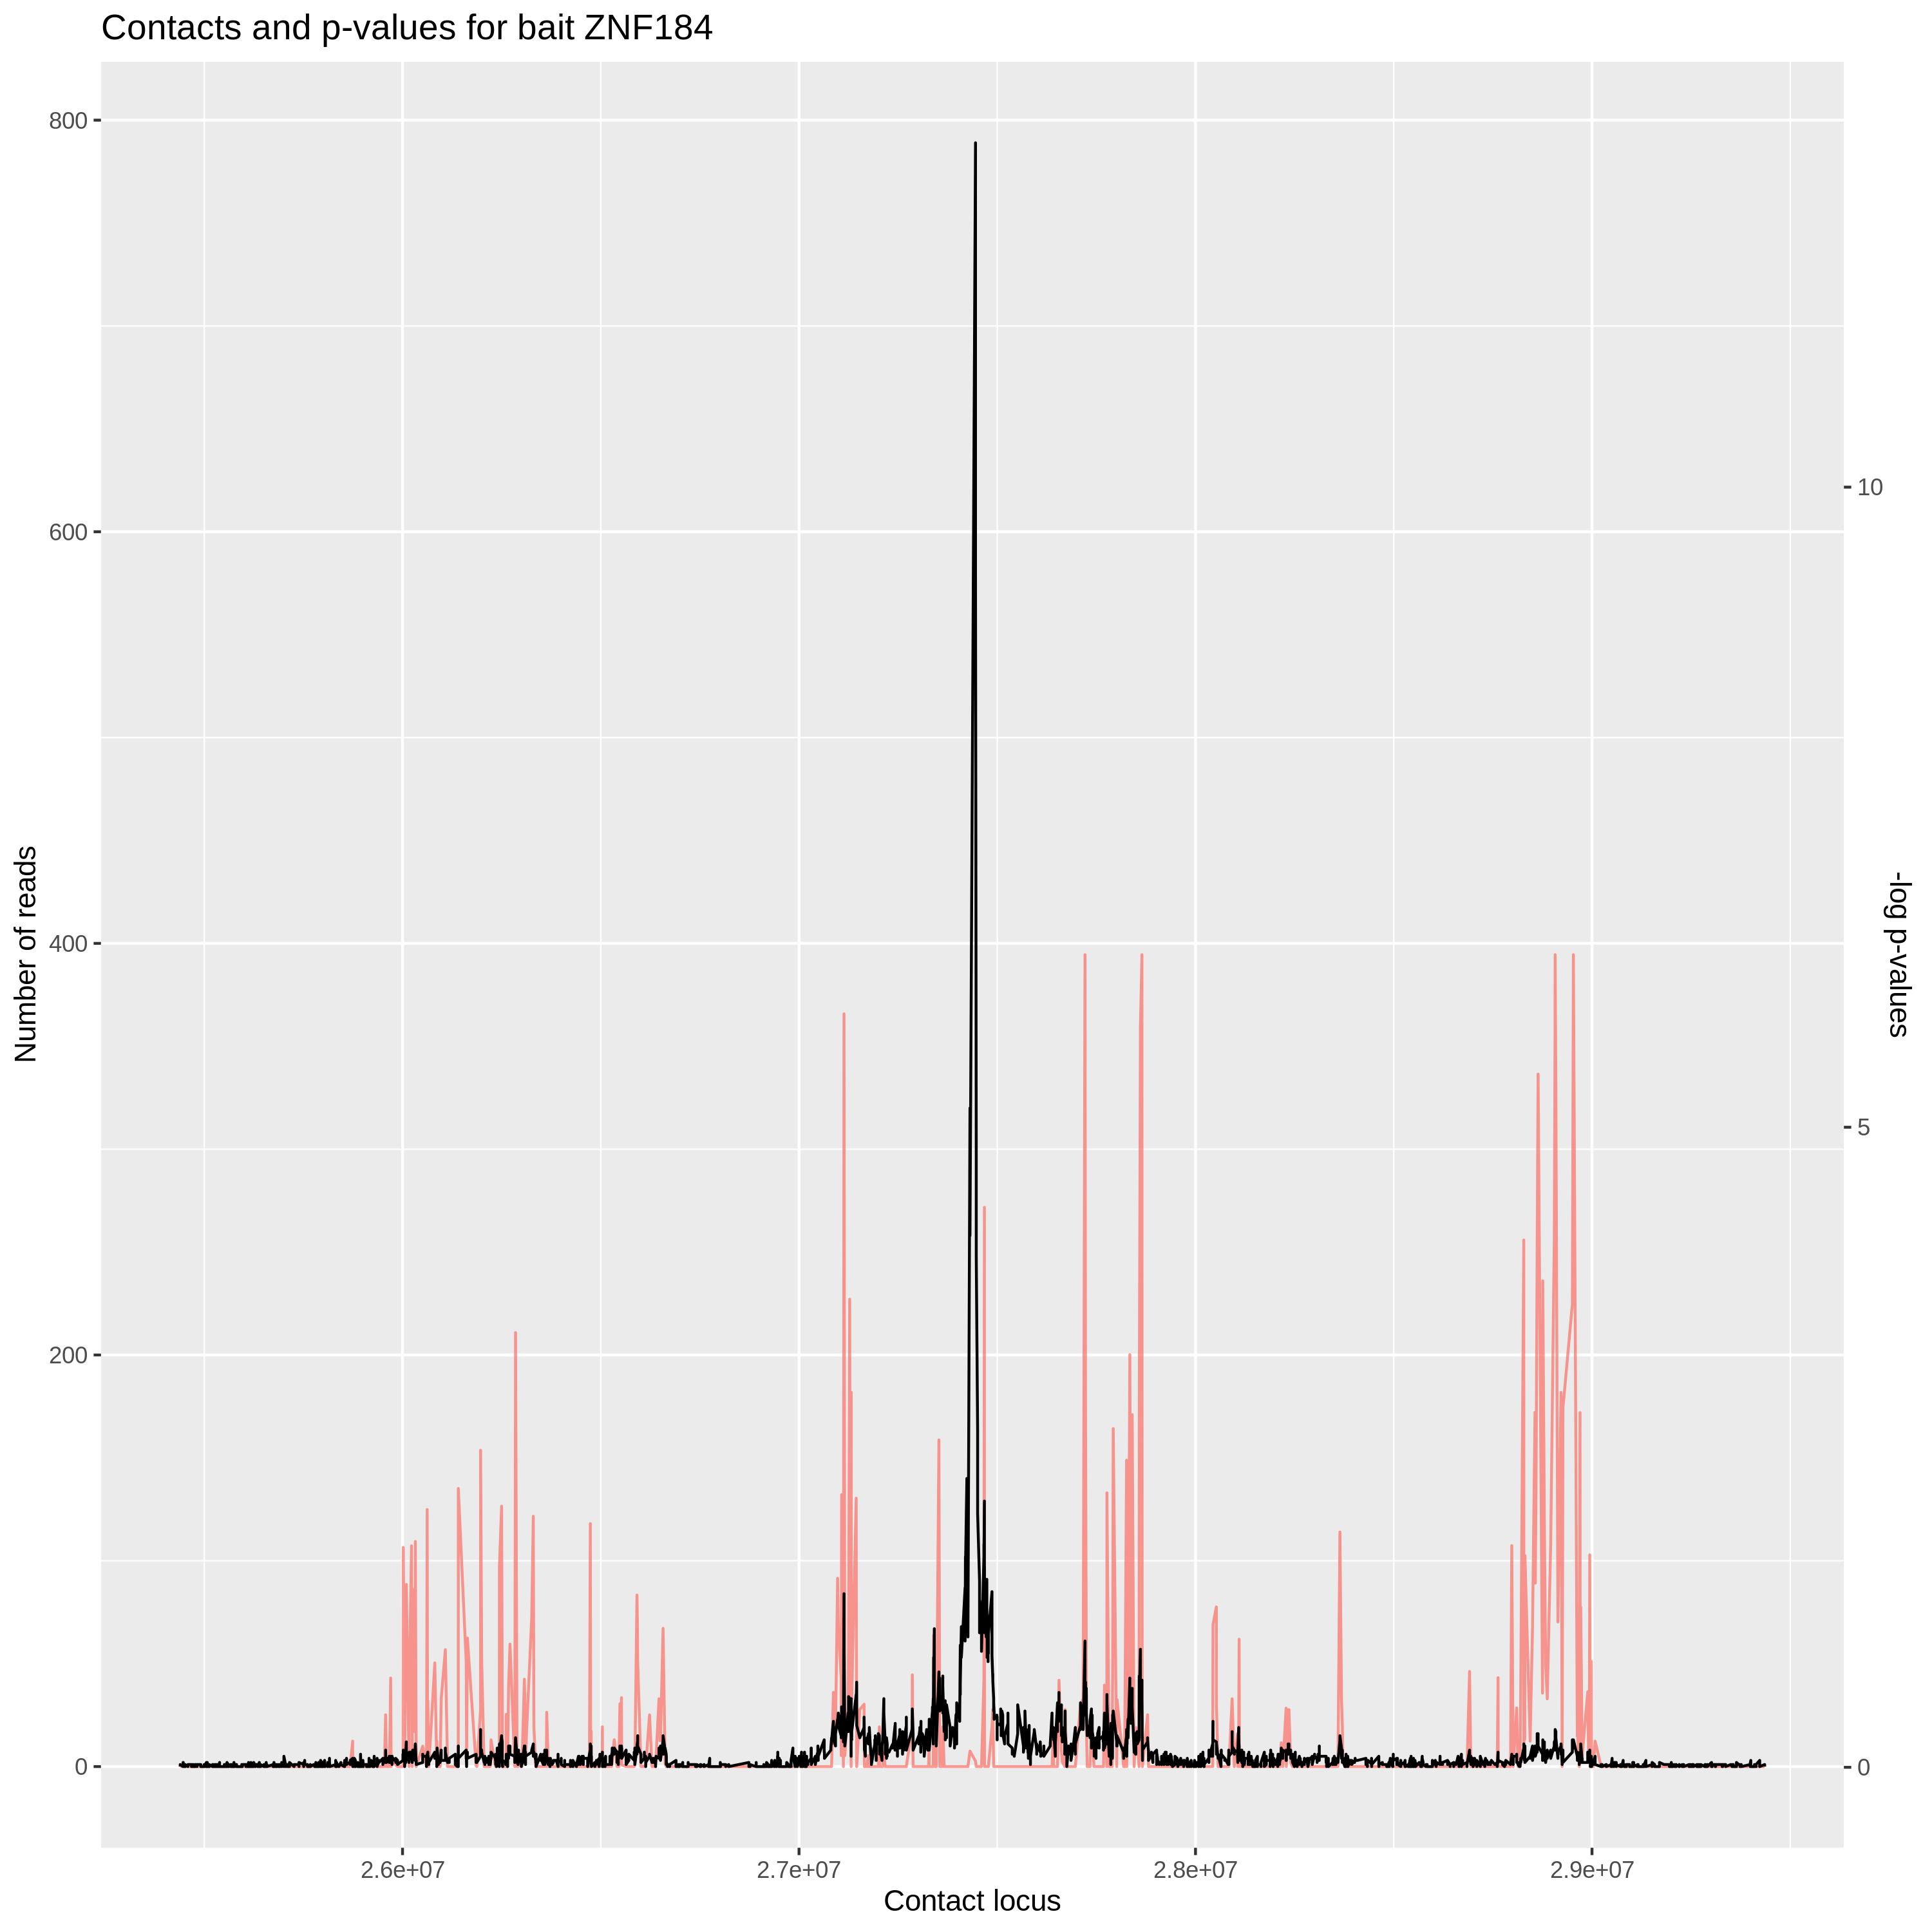 Contacts and p-values for bait ZNF184
800
600
400
200
0
Number of reads
10
5
0
-log p-values
2.6e+07
2.7e+07
2.8e+07
2.9e+07
Contact locus